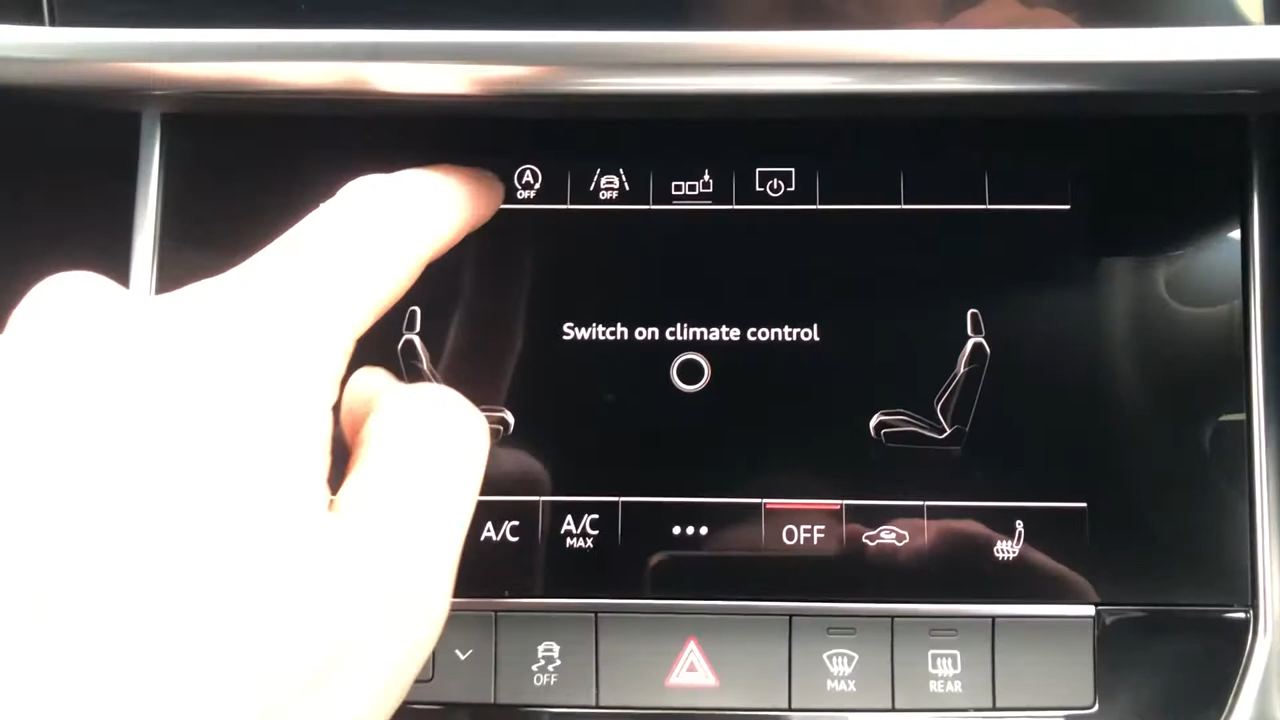 A
OFF
OFF
Switch on climate control
A/C
A/C
MAX
•••
OFF
OFF
MAX
REAR